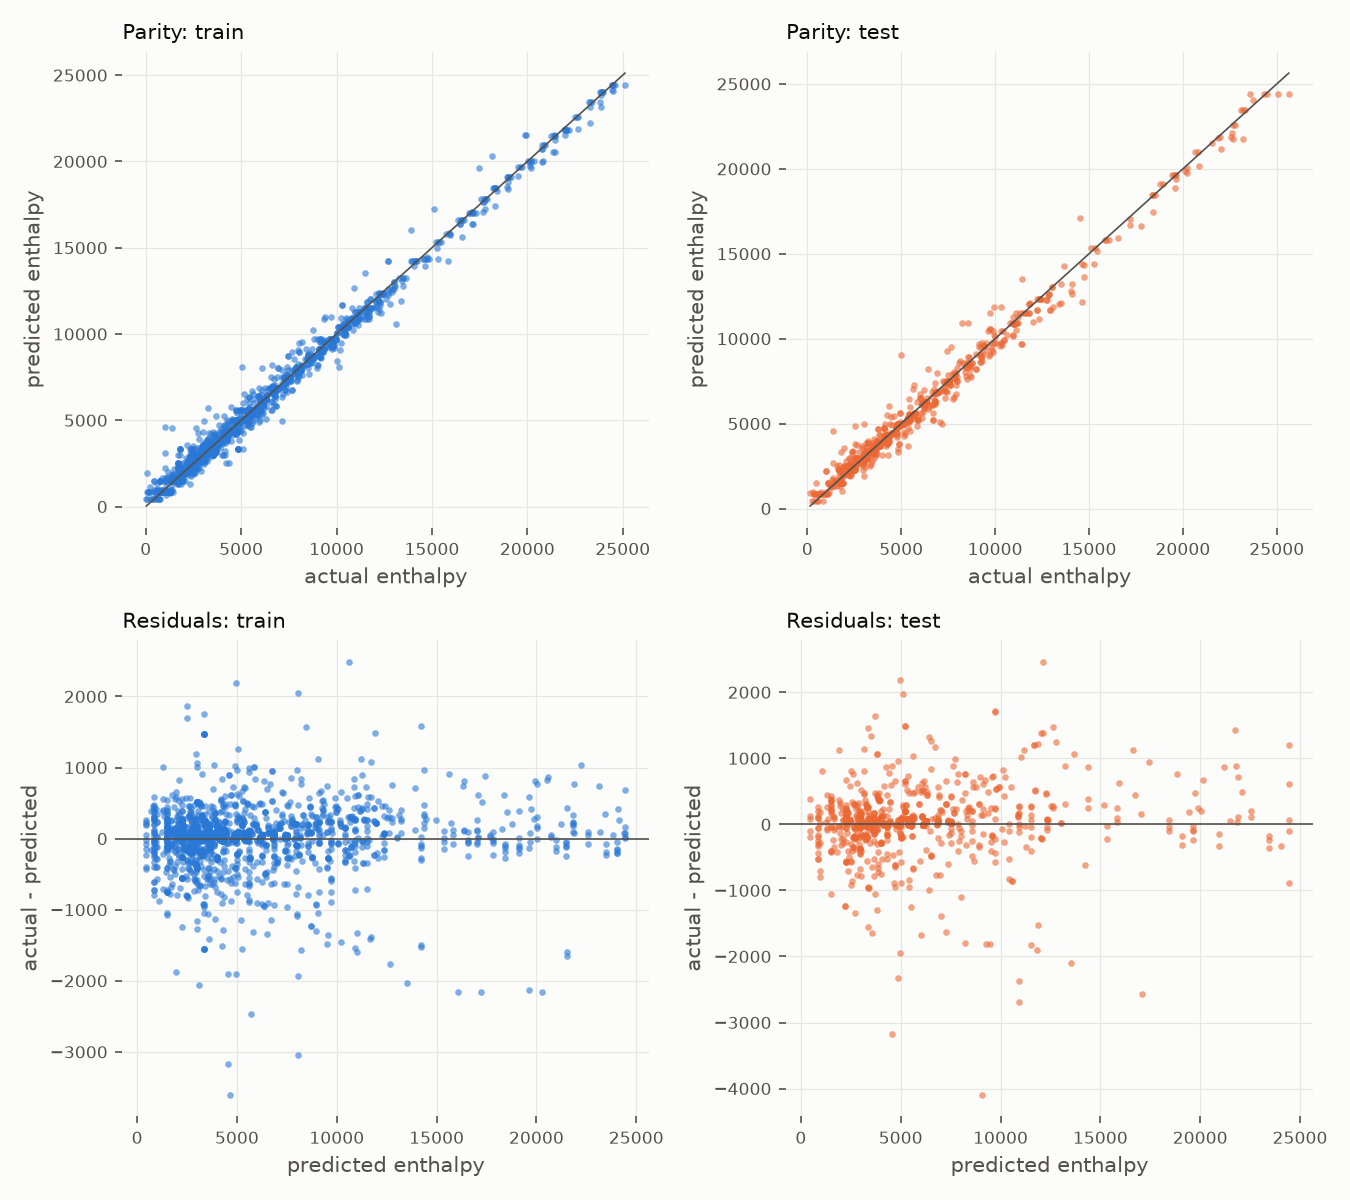 Parity: train
25000
20000
15000
10000
5000
0
predicted enthalpy
0 5000 10000 15000 20000 25000
actual enthalpy
Parity: test
25000
20000
15000
10000
5000
0
predicted enthalpy
0 5000 10000 15000 20000 25000
actual enthalpy
Residuals: train
2000
1000
0
−1000
−2000
−3000
actual - predicted
0 5000 10000 15000 20000 25000
predicted enthalpy
Residuals: test
2000
1000
0
−1000
−2000
−3000
−4000
actual - predicted
0 5000 10000 15000 20000 25000
predicted enthalpy